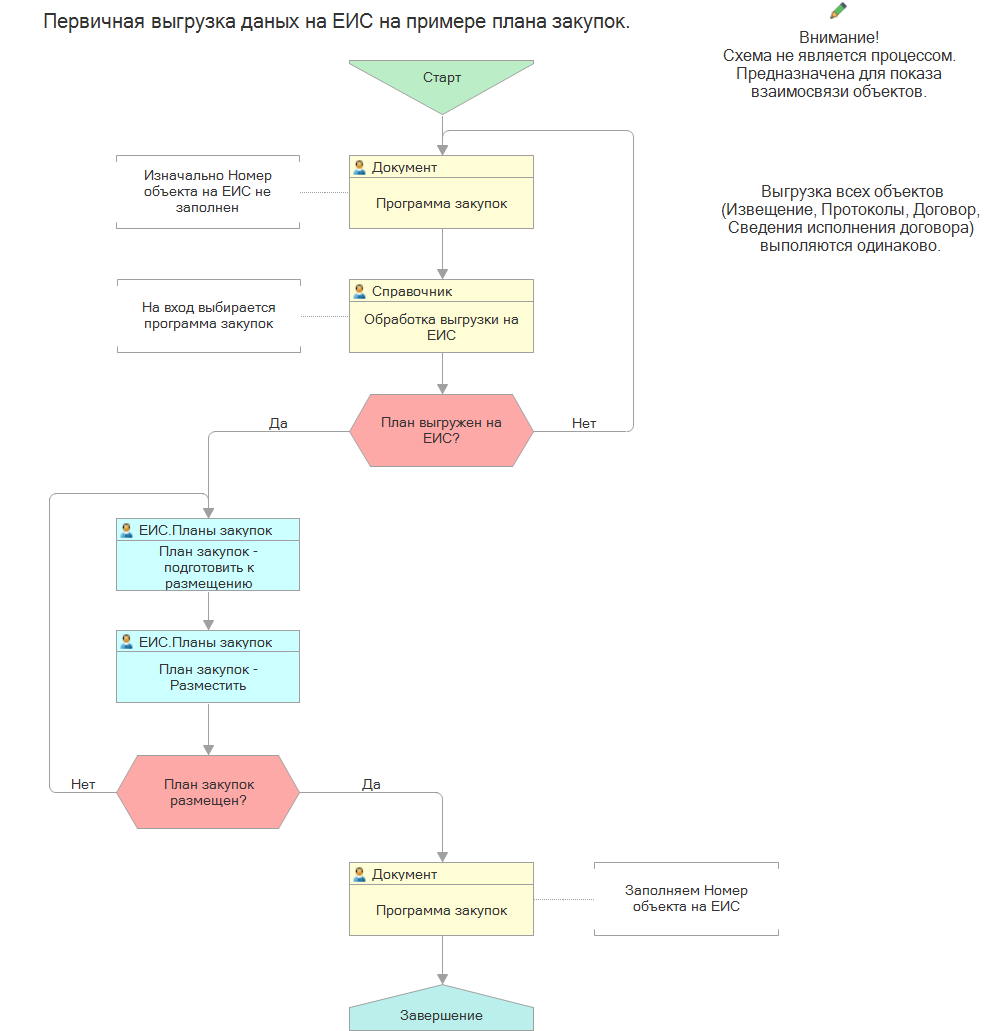 Первичная выгрузка даных на ЕИС на примере плана закупок.
Внимание!
Схема не является процессом.
Предназначена для показа
взаимосвязи объектов.
Старт
Изначально Номер
объекта на ЕИС не
заполнен
Документ
Программа закупок
Выгрузка всех объектов
(Извещение, Протоколы, Договор,
Сведения исполнения договора)
выполяются одинаково.
На вход выбирается
программа закупок
Справочник
Обработка выгрузки на
ЕИС
План выгружен на
ЕИС?
Да
Нет
ЕИС.Планы закупок
План закупок -
подготовить к
размещению
ЕИС.Планы закупок
План закупок -
Разместить
Нет
План закупок
размещен?
Да
Документ
Программа закупок
Заполняем Номер
объекта на ЕИС
Завершение